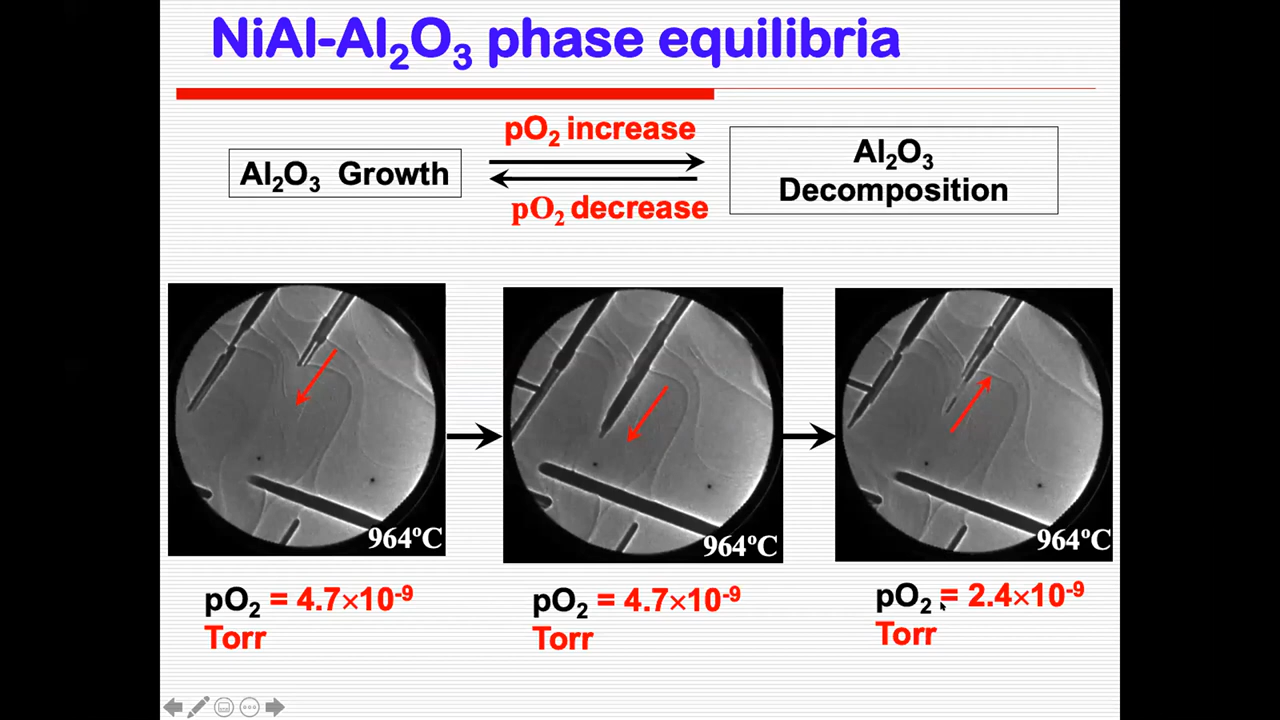 NiAl-Al₂O₃ phase equilibria
pO₂ increase
Al₂O₃ Growth
Al₂O₃
Decomposition
pO₂ decrease
964ºC
964ºC
964ºC
pO₂ = 4.7×10⁻⁹
Torr
pO₂ = 4.7×10⁻⁹
Torr
pO₂ = 2.4×10⁻⁹
Torr